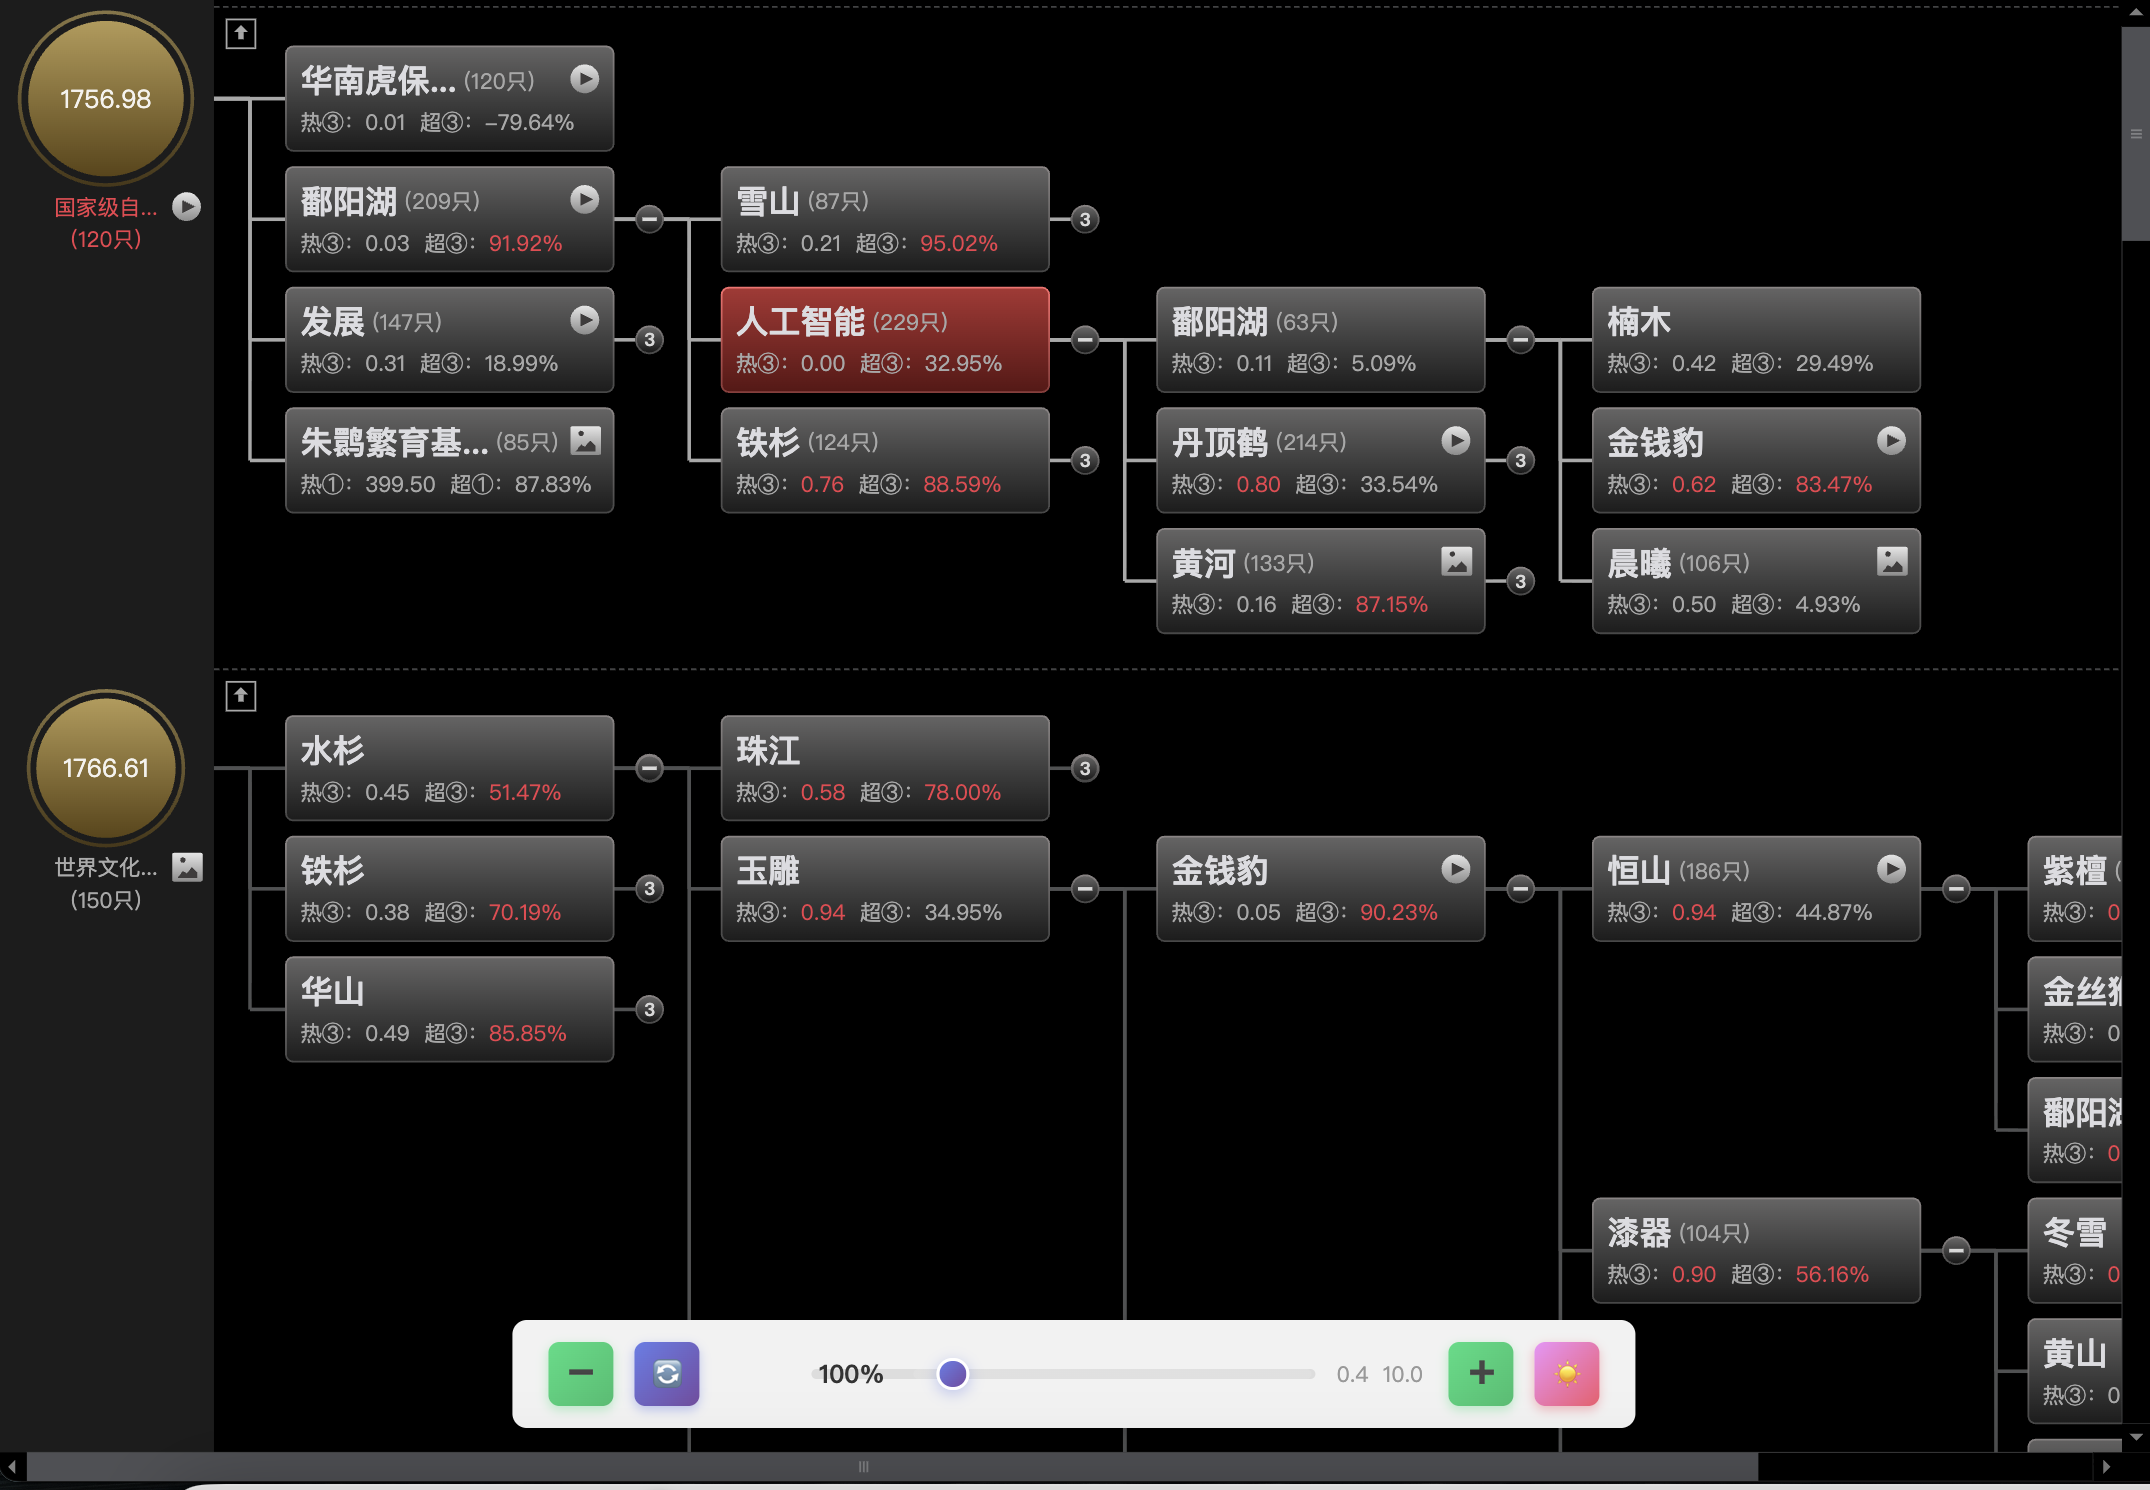 1756.98
国家级自...
(120只)
华南虎保... (120只)
热③: 0.01 超③: -79.64%
鄱阳湖 (209只)
热③: 0.03 超③: 91.92%
发展 (147只)
热③: 0.31 超③: 18.99%
3
朱鹮繁育基... (85只)
热①: 399.50 超①: 87.83%
雪山 (87只)
热③: 0.21 超③: 95.02%
3
人工智能 (229只)
热③: 0.00 超③: 32.95%
铁杉 (124只)
热③: 0.76 超③: 88.59%
3
鄱阳湖 (63只)
热③: 0.11 超③: 5.09%
丹顶鹤 (214只)
热③: 0.80 超③: 33.54%
3
黄河 (133只)
热③: 0.16 超③: 87.15%
3
楠木
热③: 0.42 超③: 29.49%
金钱豹
热③: 0.62 超③: 83.47%
晨曦 (106只)
热③: 0.50 超③: 4.93%
1766.61
世界文化...
(150只)
水杉
热③: 0.45 超③: 51.47%
铁杉
热③: 0.38 超③: 70.19%
3
华山
热③: 0.49 超③: 85.85%
3
珠江
热③: 0.58 超③: 78.00%
3
玉雕
热③: 0.94 超③: 34.95%
金钱豹
热③: 0.05 超③: 90.23%
恒山 (186只)
热③: 0.94 超③: 44.87%
漆器 (104只)
热③: 0.90 超③: 56.16%
紫檀 (
热③: 0
金丝
热③: 0
鄱阳
热③: 0
冬雪
热③: 0
黄山
热③: 0
100%
0.4 10.0